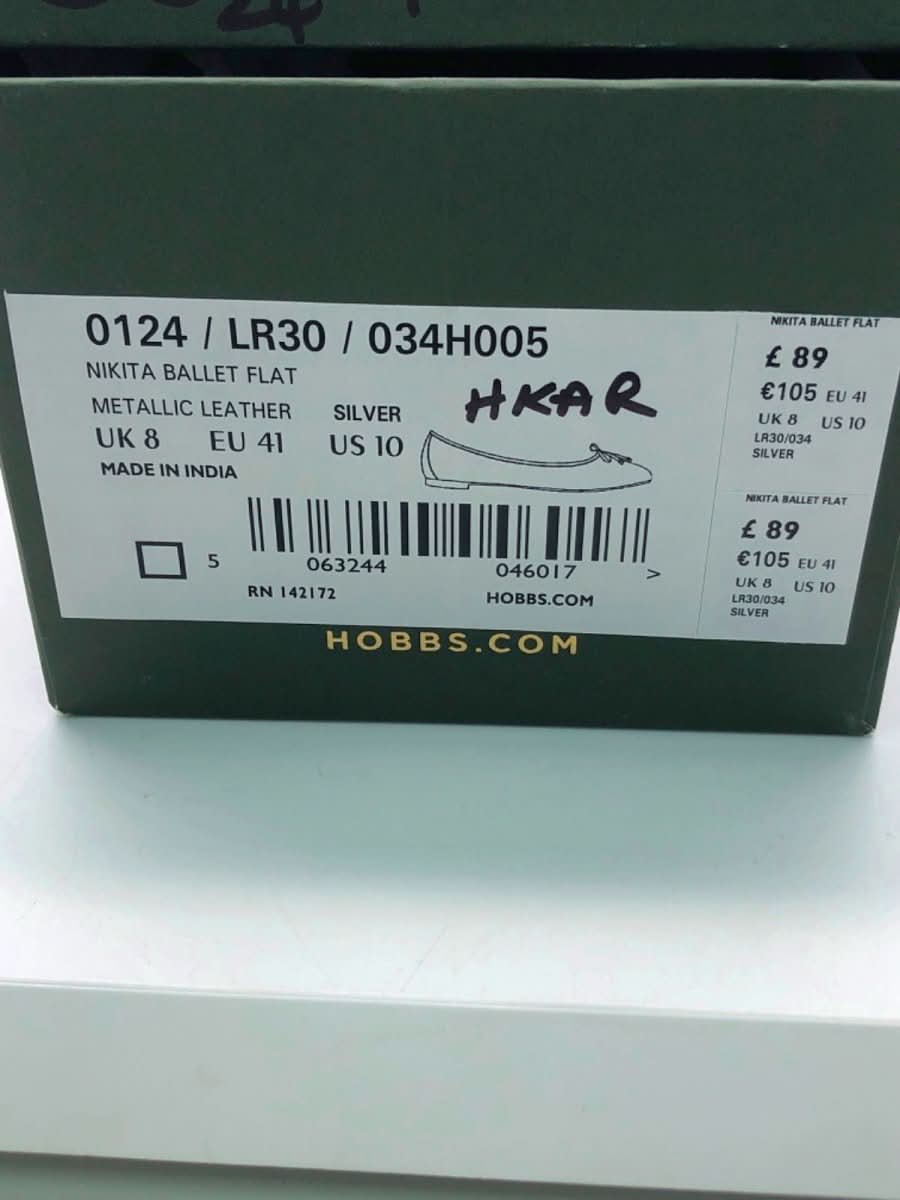 24
0124 / LR30 / 034H005
NIKITA BALLET FLAT
HKAR
METALLIC LEATHER SILVER
UK 8 EU 41 US 10
MADE IN INDIA
5 063244 046017 >
RN 142172 HOBBS.COM
NIKITA BALLET FLAT
£ 89
€105 EU 41
UK 8 US 10
LR30/034
SILVER
NIKITA BALLET FLAT
£ 89
€105 EU 41
UK 8 US 10
LR30/034
SILVER
HOBBS.COM